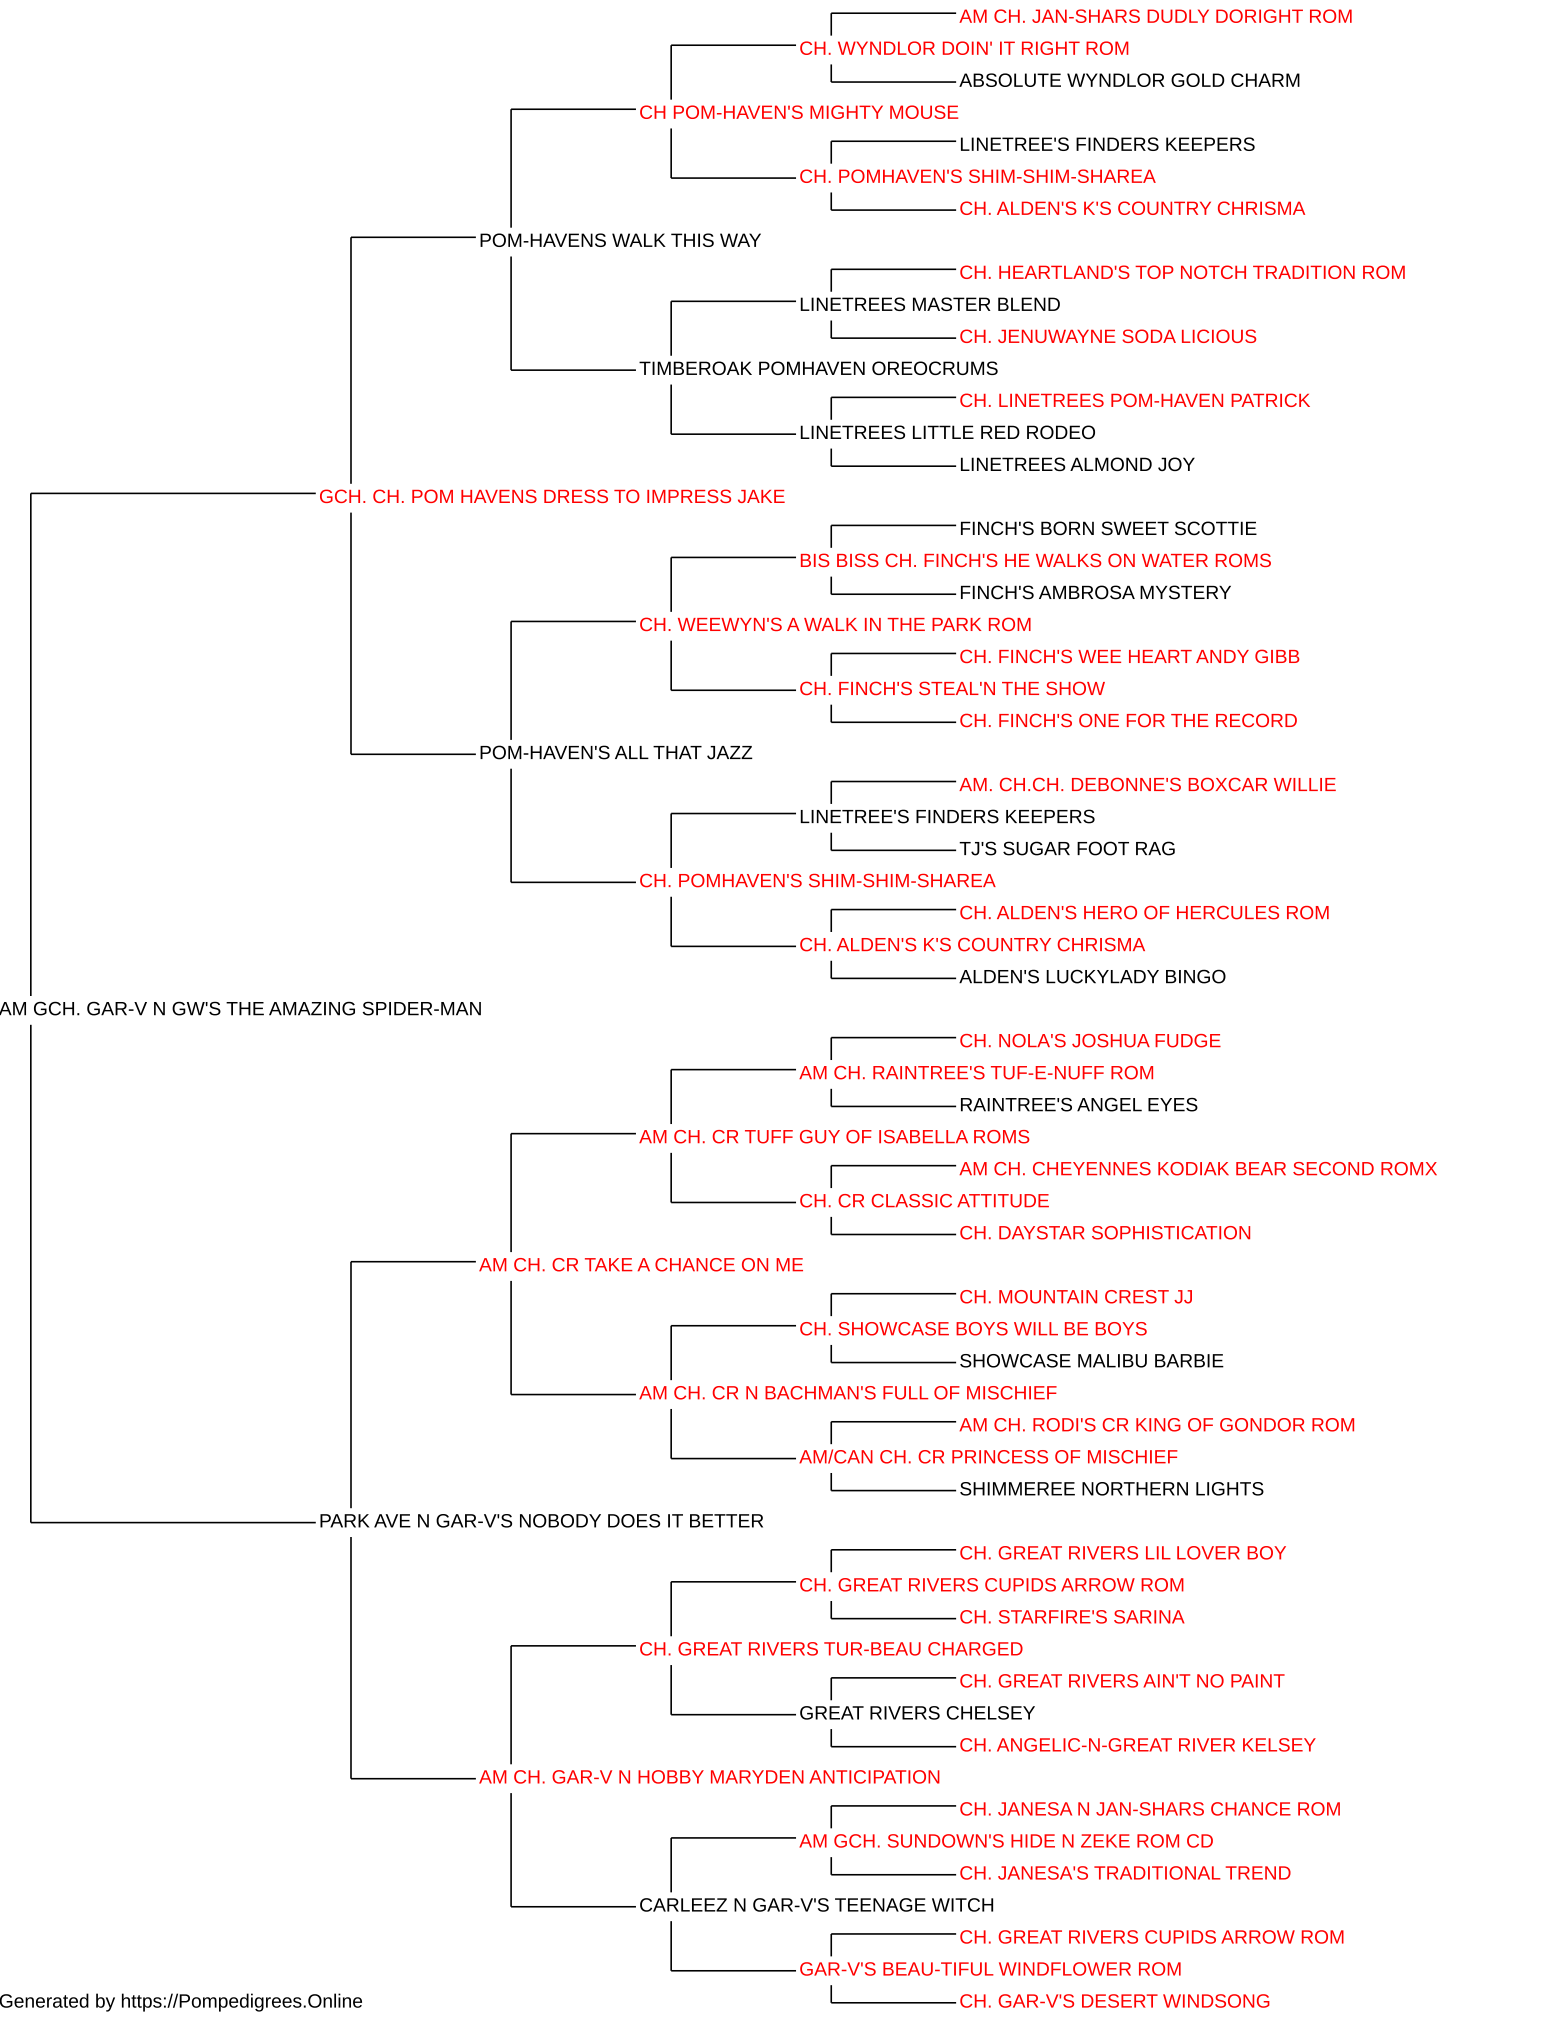 AM CH. JAN-SHARS DUDLY DORIGHT ROM
CH. WYNDLOR DOIN' IT RIGHT ROM
ABSOLUTE WYNDLOR GOLD CHARM
CH POM-HAVEN'S MIGHTY MOUSE
LINETREE'S FINDERS KEEPERS
CH. POMHAVEN'S SHIM-SHIM-SHAREA
CH. ALDEN'S K'S COUNTRY CHRISMA
POM-HAVENS WALK THIS WAY
CH. HEARTLAND'S TOP NOTCH TRADITION ROM
LINETREES MASTER BLEND
CH. JENUWAYNE SODA LICIOUS
TIMBEROAK POMHAVEN OREOCRUMS
CH. LINETREES POM-HAVEN PATRICK
LINETREES LITTLE RED RODEO
LINETREES ALMOND JOY
GCH. CH. POM HAVENS DRESS TO IMPRESS JAKE
FINCH'S BORN SWEET SCOTTIE
BIS BISS CH. FINCH'S HE WALKS ON WATER ROMS
FINCH'S AMBROSA MYSTERY
CH. WEEWYN'S A WALK IN THE PARK ROM
CH. FINCH'S WEE HEART ANDY GIBB
CH. FINCH'S STEAL'N THE SHOW
CH. FINCH'S ONE FOR THE RECORD
POM-HAVEN'S ALL THAT JAZZ
AM. CH.CH. DEBONNE'S BOXCAR WILLIE
LINETREE'S FINDERS KEEPERS
TJ'S SUGAR FOOT RAG
CH. POMHAVEN'S SHIM-SHIM-SHAREA
CH. ALDEN'S HERO OF HERCULES ROM
CH. ALDEN'S K'S COUNTRY CHRISMA
ALDEN'S LUCKYLADY BINGO
AM GCH. GAR-V N GW'S THE AMAZING SPIDER-MAN
CH. NOLA'S JOSHUA FUDGE
AM CH. RAINTREE'S TUF-E-NUFF ROM
RAINTREE'S ANGEL EYES
AM CH. CR TUFF GUY OF ISABELLA ROMS
AM CH. CHEYENNES KODIAK BEAR SECOND ROMX
CH. CR CLASSIC ATTITUDE
CH. DAYSTAR SOPHISTICATION
AM CH. CR TAKE A CHANCE ON ME
CH. MOUNTAIN CREST JJ
CH. SHOWCASE BOYS WILL BE BOYS
SHOWCASE MALIBU BARBIE
AM CH. CR N BACHMAN'S FULL OF MISCHIEF
AM CH. RODI'S CR KING OF GONDOR ROM
AM/CAN CH. CR PRINCESS OF MISCHIEF
SHIMMEREE NORTHERN LIGHTS
PARK AVE N GAR-V'S NOBODY DOES IT BETTER
CH. GREAT RIVERS LIL LOVER BOY
CH. GREAT RIVERS CUPIDS ARROW ROM
CH. STARFIRE'S SARINA
CH. GREAT RIVERS TUR-BEAU CHARGED
CH. GREAT RIVERS AIN'T NO PAINT
GREAT RIVERS CHELSEY
CH. ANGELIC-N-GREAT RIVER KELSEY
AM CH. GAR-V N HOBBY MARYDEN ANTICIPATION
CH. JANESA N JAN-SHARS CHANCE ROM
AM GCH. SUNDOWN'S HIDE N ZEKE ROM CD
CH. JANESA'S TRADITIONAL TREND
CARLEEZ N GAR-V'S TEENAGE WITCH
CH. GREAT RIVERS CUPIDS ARROW ROM
GAR-V'S BEAU-TIFUL WINDFLOWER ROM
CH. GAR-V'S DESERT WINDSONG
Generated by https://Pompedigrees.Online